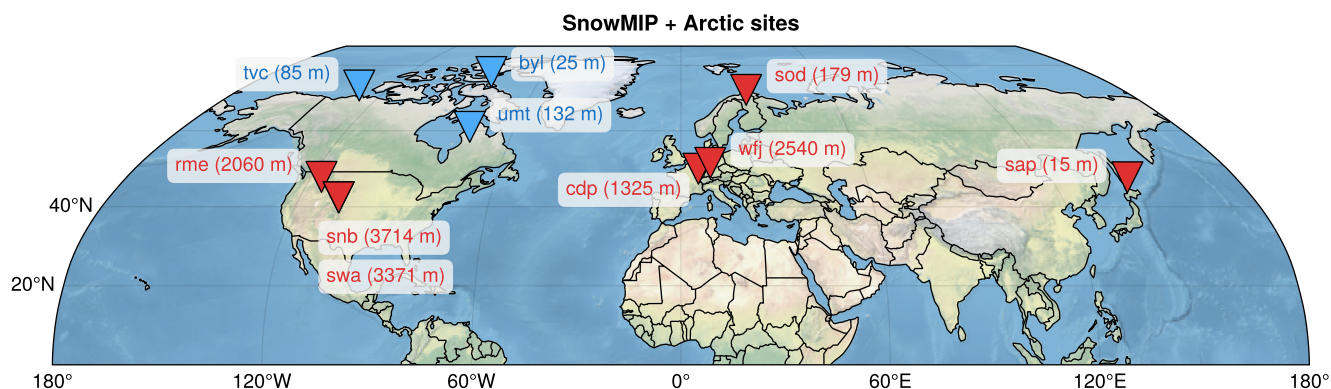 SnowMIP + Arctic sites
tvc (85 m)
byl (25 m)
sod (179 m)
umt (132 m)
rme (2060 m)
wfj (2540 m)
sap (15 m)
cdp (1325 m)
40°N
snb (3714 m)
swa (3371 m)
20°N
180° 120°W 60°W 0° 60°E 120°E 180°